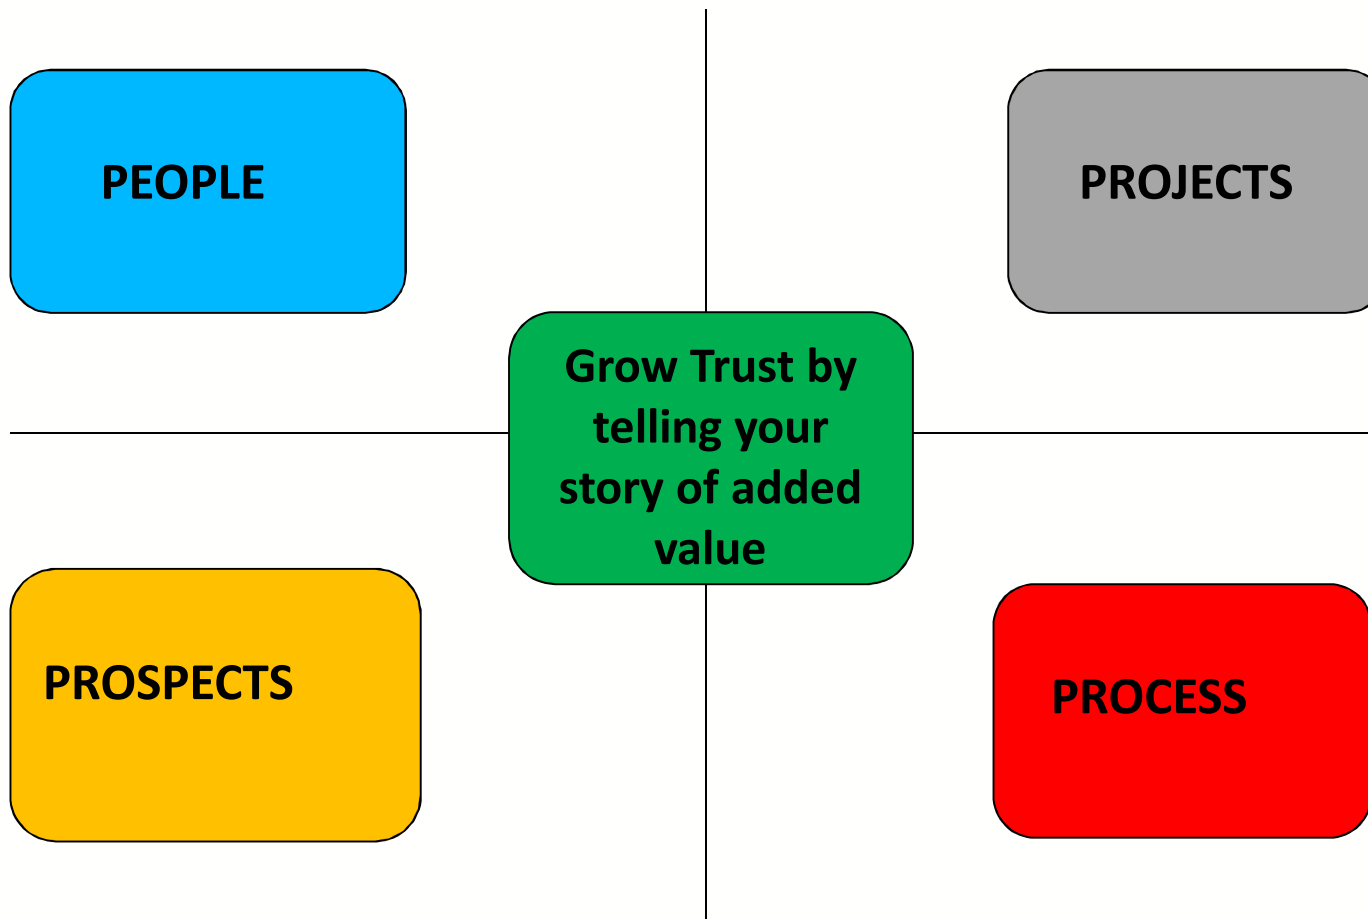 PEOPLE
PROJECTS
Grow Trust by
telling your
story of added
value
PROSPECTS
PROCESS